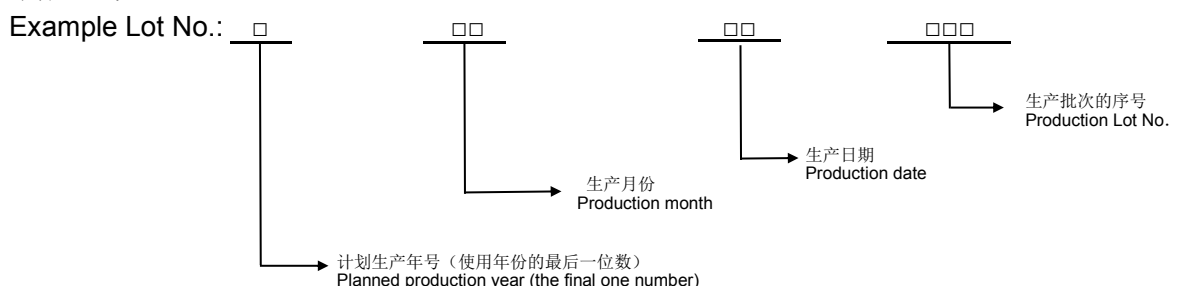 Example Lot No.: □ □□ □□ □□□
生产批次的序号
Production Lot No.
生产日期
Production date
生产月份
Production month
计划生产年号（使用年份的最后一位数）
Planned production year (the final one number)